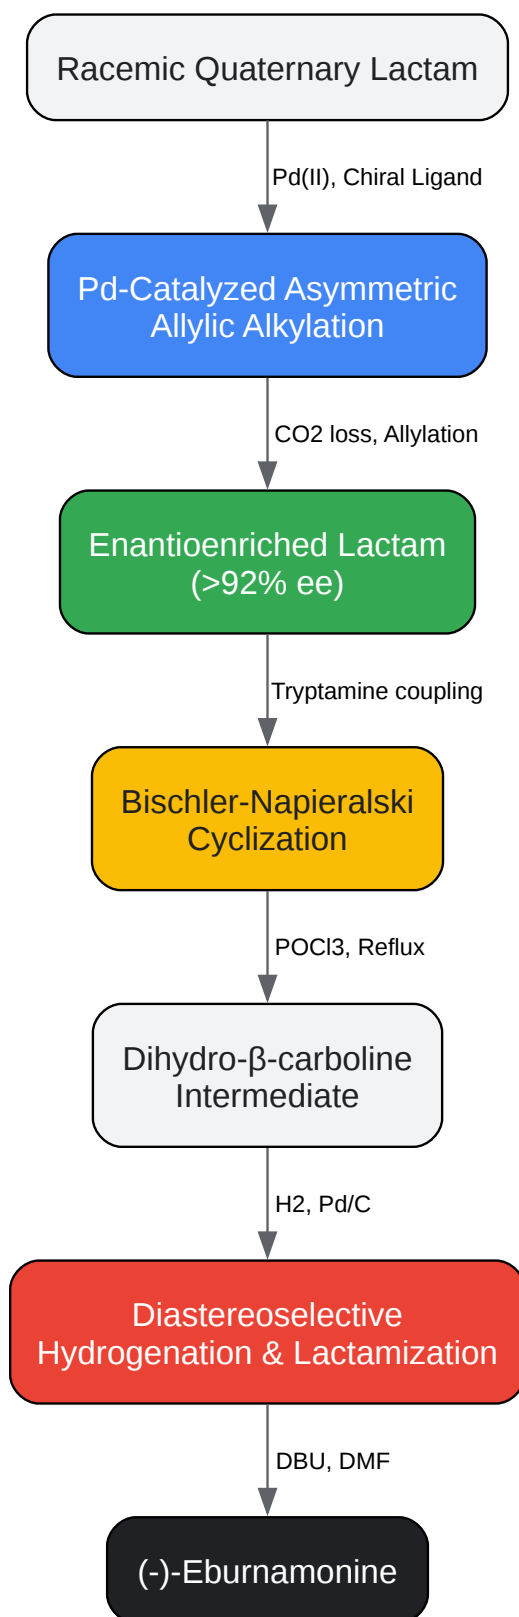 Racemic Quaternary Lactam
Pd(II), Chiral Ligand
Pd-Catalyzed Asymmetric
Allylic Alkylation
CO2 loss, Allylation
Enantioenriched Lactam
(>92% ee)
Tryptamine coupling
Bischler-Napieralski
Cyclization
POCl3, Reflux
Dihydro-β-carboline
Intermediate
H2, Pd/C
Diastereoselective
Hydrogenation & Lactamization
DBU, DMF
(-)-Eburnamonine